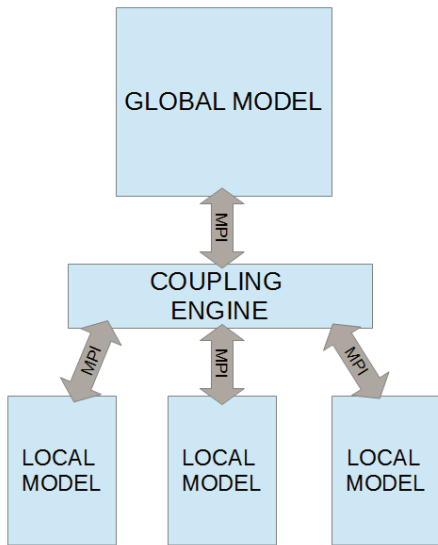 GLOBAL MODEL
MPI
COUPLING
ENGINE
MPI
MPI
MPI
LOCAL
MODEL
LOCAL
MODEL
LOCAL
MODEL